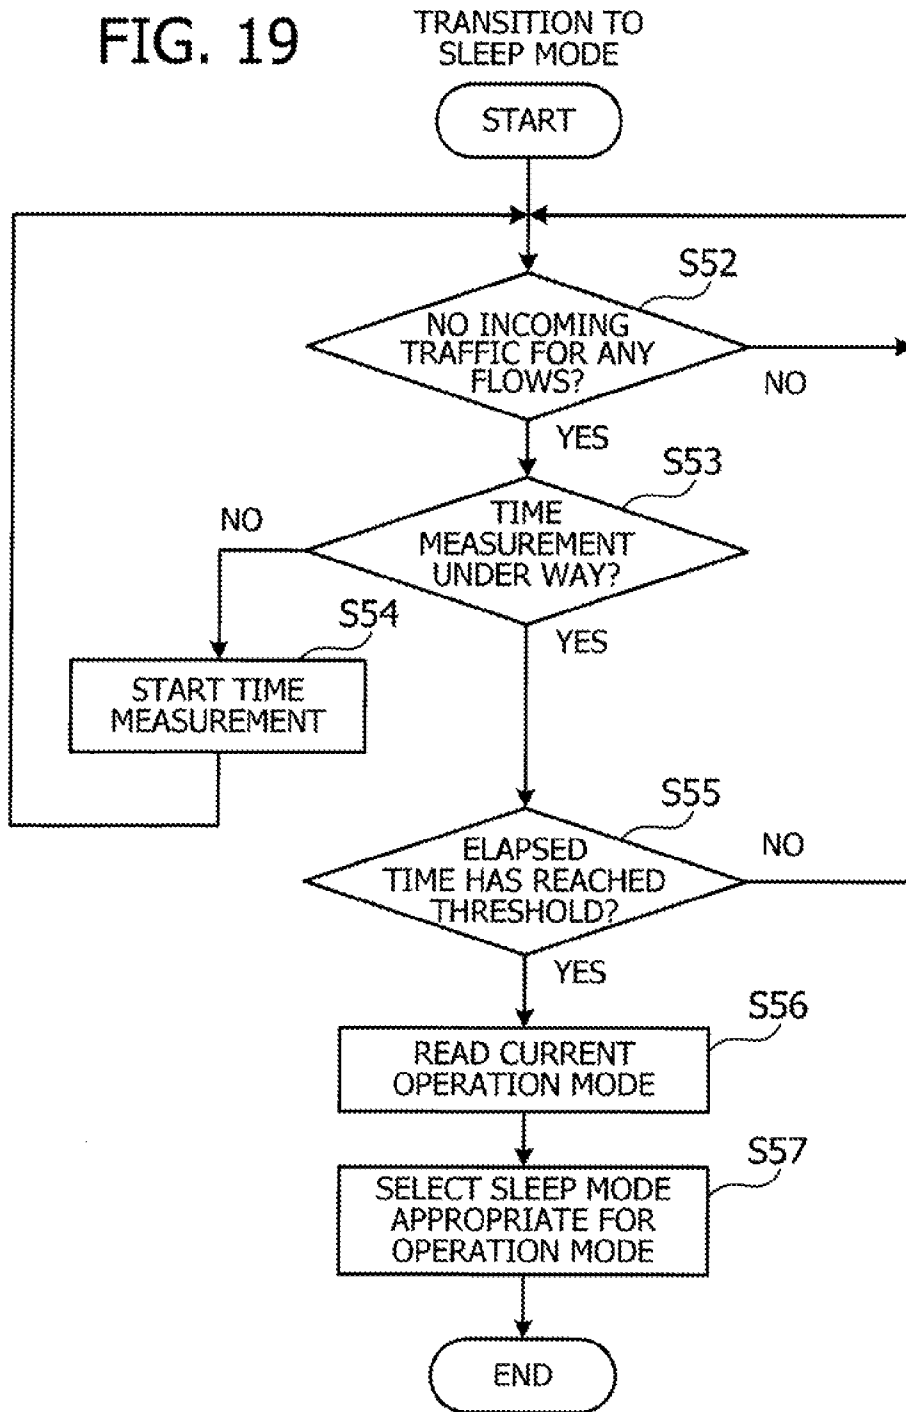 FIG. 19
TRANSITION TO
SLEEP MODE
START
S52
NO INCOMING
TRAFFIC FOR ANY
FLOWS?
NO
YES
S53
TIME
MEASUREMENT
UNDER WAY?
NO
YES
S54
START TIME
MEASUREMENT
S55
ELAPSED
TIME HAS REACHED
THRESHOLD?
NO
YES
S56
READ CURRENT
OPERATION MODE
S57
SELECT SLEEP MODE
APPROPRIATE FOR
OPERATION MODE
END